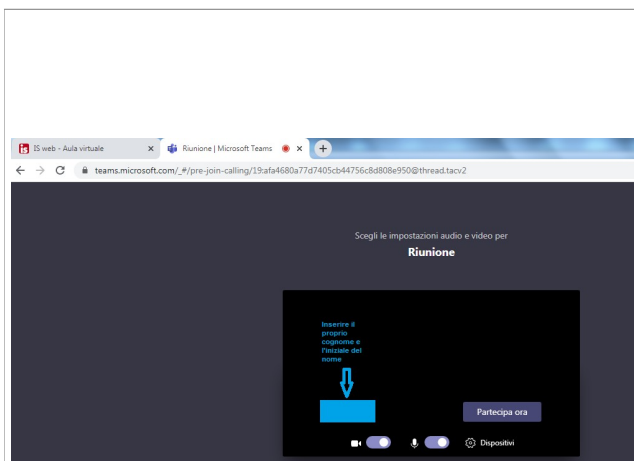 IS web - Aula virtuale
Riunione | Microsoft Teams
teams.microsoft.com/_#/pre-join-calling/19:afa4680a77d7405cb44756c8d808e950@thread.tacv2
Scegli le impostazioni audio e video per
Riunione
Inserire il
proprio
cognome e
l'iniziale del
nome
Partecipa ora
Dispositivi